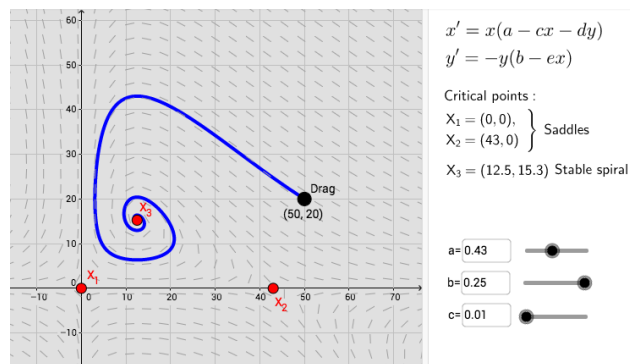 60
50
40
30
20
10
0
−10
−10
0
10
20
30
40
50
60
70
X₁
X₂
X₃
Drag
(50, 20)
x′ = x(a − cx − dy)
y′ = −y(b − ex)
Critical points :
X₁ = (0, 0),
X₂ = (43, 0)
Saddles
X₃ = (12.5, 15.3) Stable spiral
a= 0.43
b= 0.25
c= 0.01